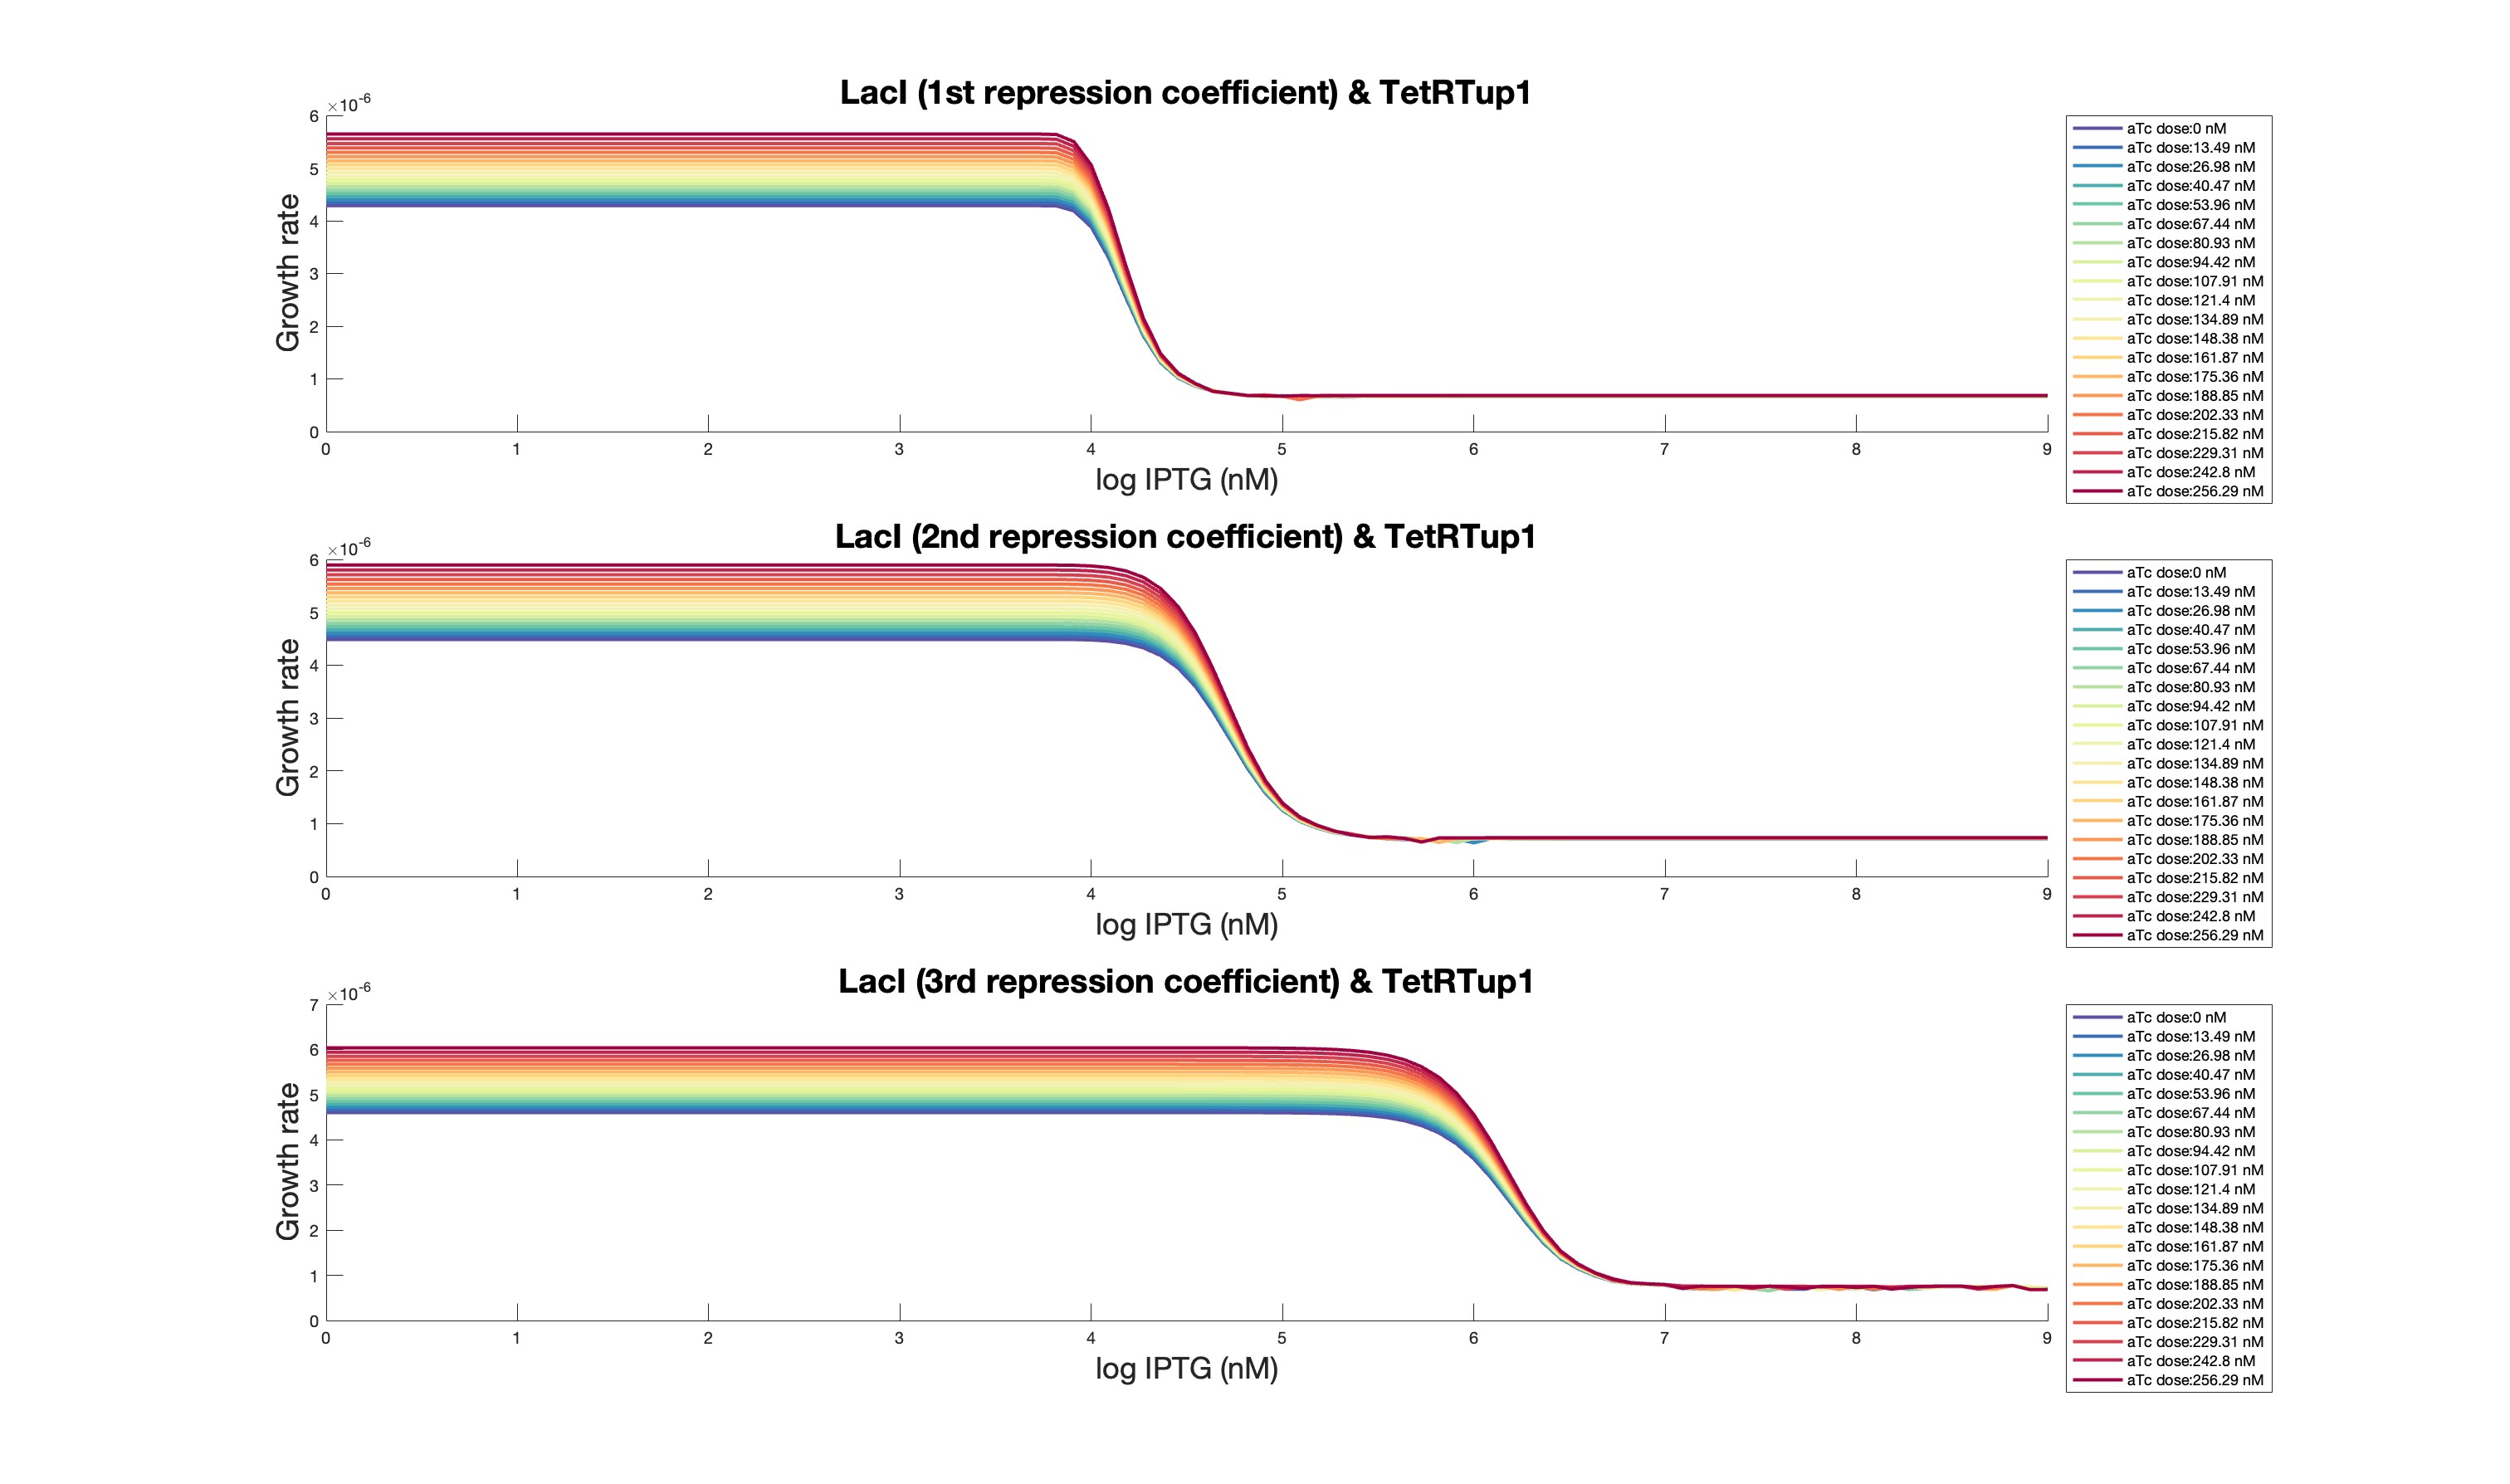 LacI (1st repression coefficient) & TetRTup1
×10-6
6
5
4
3
2
1
0
Growth rate
0 1 2 3 4 5 6 7 8 9
log IPTG (nM)
aTc dose:0 nM
aTc dose:13.49 nM
aTc dose:26.98 nM
aTc dose:40.47 nM
aTc dose:53.96 nM
aTc dose:67.44 nM
aTc dose:80.93 nM
aTc dose:94.42 nM
aTc dose:107.91 nM
aTc dose:121.4 nM
aTc dose:134.89 nM
aTc dose:148.38 nM
aTc dose:161.87 nM
aTc dose:175.36 nM
aTc dose:188.85 nM
aTc dose:202.33 nM
aTc dose:215.82 nM
aTc dose:229.31 nM
aTc dose:242.8 nM
aTc dose:256.29 nM
LacI (2nd repression coefficient) & TetRTup1
×10-6
6
5
4
3
2
1
0
Growth rate
0 1 2 3 4 5 6 7 8 9
log IPTG (nM)
aTc dose:0 nM
aTc dose:13.49 nM
aTc dose:26.98 nM
aTc dose:40.47 nM
aTc dose:53.96 nM
aTc dose:67.44 nM
aTc dose:80.93 nM
aTc dose:94.42 nM
aTc dose:107.91 nM
aTc dose:121.4 nM
aTc dose:134.89 nM
aTc dose:148.38 nM
aTc dose:161.87 nM
aTc dose:175.36 nM
aTc dose:188.85 nM
aTc dose:202.33 nM
aTc dose:215.82 nM
aTc dose:229.31 nM
aTc dose:242.8 nM
aTc dose:256.29 nM
LacI (3rd repression coefficient) & TetRTup1
×10-6
7
6
5
4
3
2
1
0
Growth rate
0 1 2 3 4 5 6 7 8 9
log IPTG (nM)
aTc dose:0 nM
aTc dose:13.49 nM
aTc dose:26.98 nM
aTc dose:40.47 nM
aTc dose:53.96 nM
aTc dose:67.44 nM
aTc dose:80.93 nM
aTc dose:94.42 nM
aTc dose:107.91 nM
aTc dose:121.4 nM
aTc dose:134.89 nM
aTc dose:148.38 nM
aTc dose:161.87 nM
aTc dose:175.36 nM
aTc dose:188.85 nM
aTc dose:202.33 nM
aTc dose:215.82 nM
aTc dose:229.31 nM
aTc dose:242.8 nM
aTc dose:256.29 nM